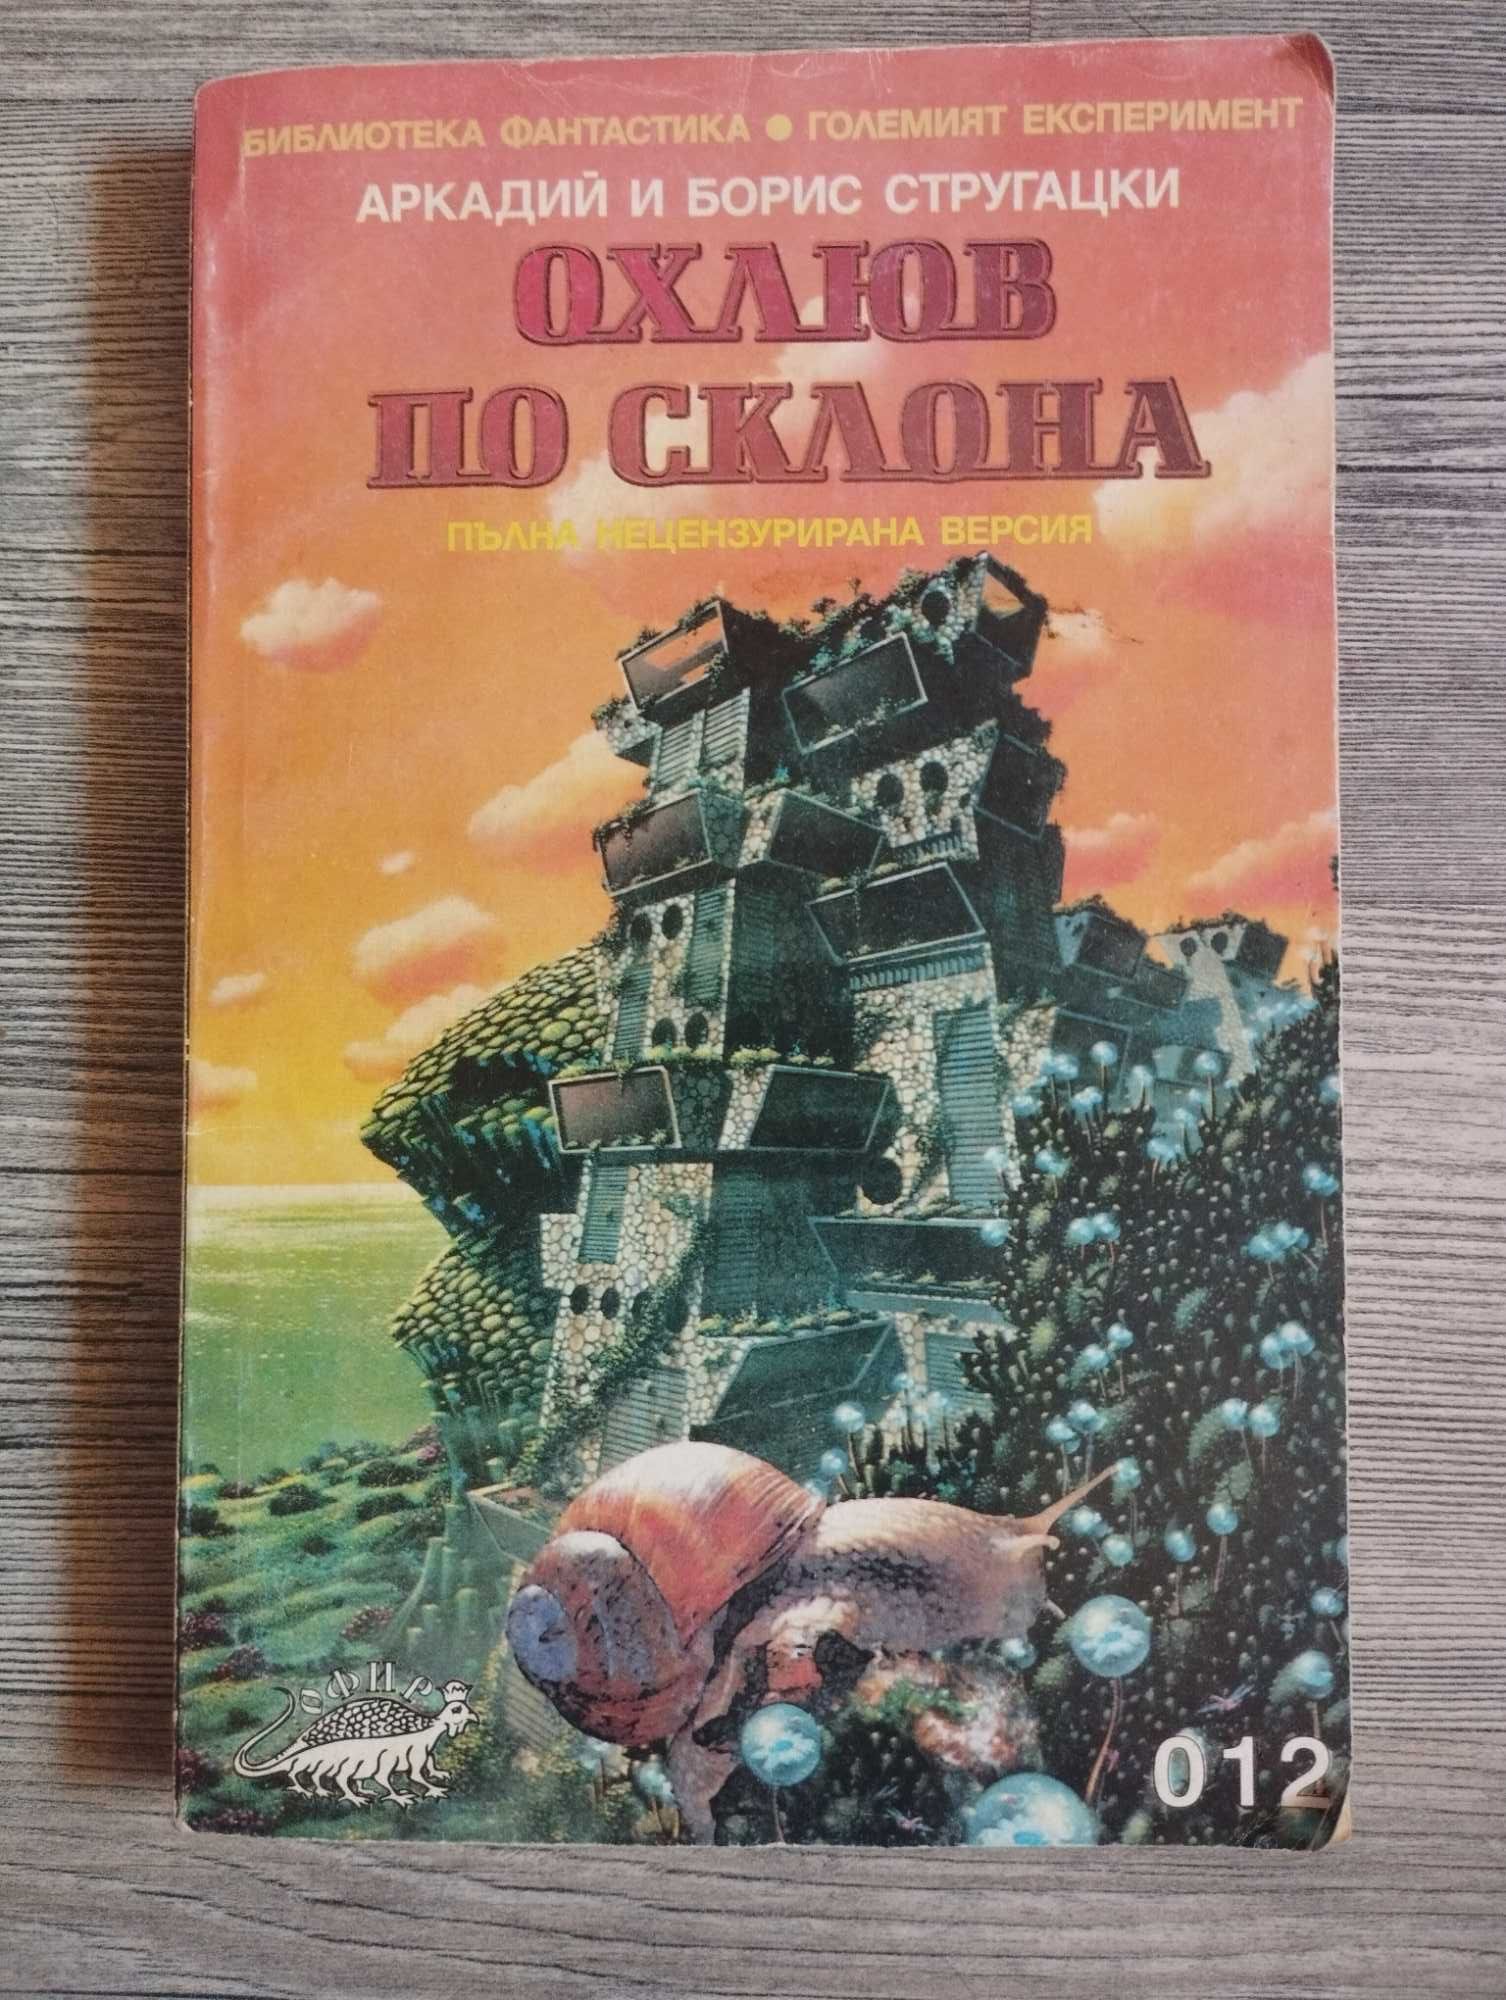 БИБЛИОТЕКА ФАНТАСТИКА • ГОЛЕМИЯТ ЕКСПЕРИМЕНТ
АРКАДИЙ И БОРИС СТРУГАЦКИ
ОХЛЮВ
ПО СКЛОНА
ПЪЛНА НЕЦЕНЗУРИРАНА ВЕРСИЯ
ОФИР
012